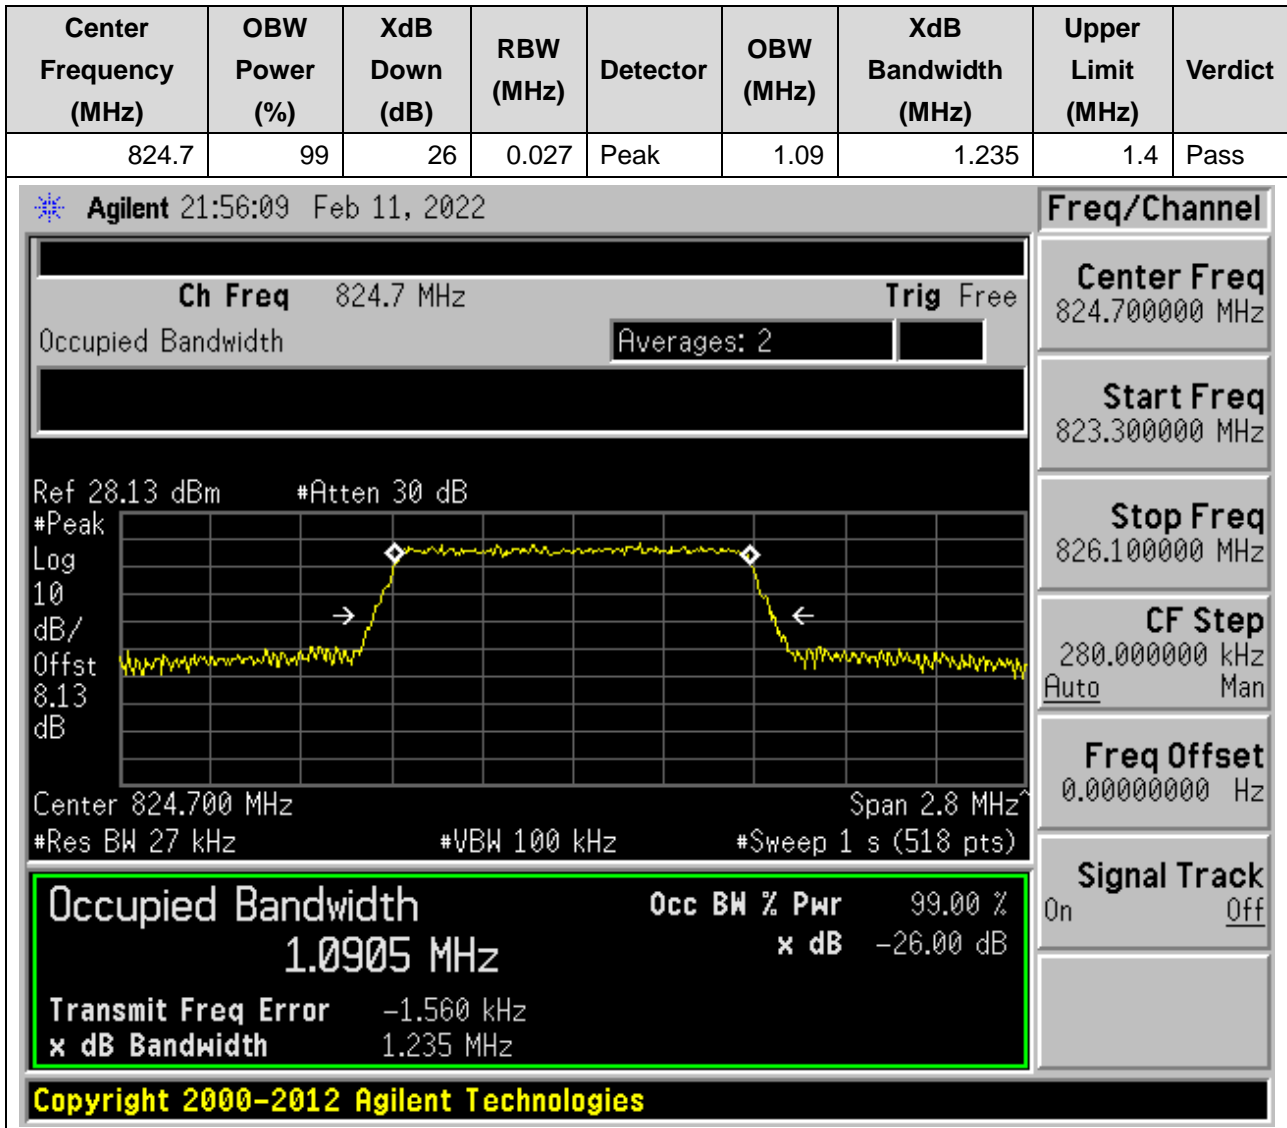 Center Frequency (MHz) OBW Power (%) XdB Down (dB) RBW (MHz) Detector OBW (MHz) XdB Bandwidth (MHz) Upper Limit (MHz) Verdict
824.7 99 26 0.027 Peak 1.09 1.235 1.4 Pass
Agilent 21:56:09 Feb 11, 2022
Freq/Channel
Ch Freq 824.7 MHz Trig Free
Occupied Bandwidth Averages: 2
Ref 28.13 dBm #Atten 30 dB
#Peak
Log
10
dB/
Offst
8.13
dB
Center 824.700 MHz Span 2.8 MHz^
#Res BW 27 kHz #VBW 100 kHz #Sweep 1 s (518 pts)
Occupied Bandwidth Occ BW % Pwr 99.00 %
1.0905 MHz x dB -26.00 dB
Transmit Freq Error -1.560 kHz
x dB Bandwidth 1.235 MHz
Center Freq
824.700000 MHz
Start Freq
823.300000 MHz
Stop Freq
826.100000 MHz
CF Step
280.000000 kHz
Auto Man
Freq Offset
0.00000000 Hz
Signal Track
On Off
Copyright 2000-2012 Agilent Technologies